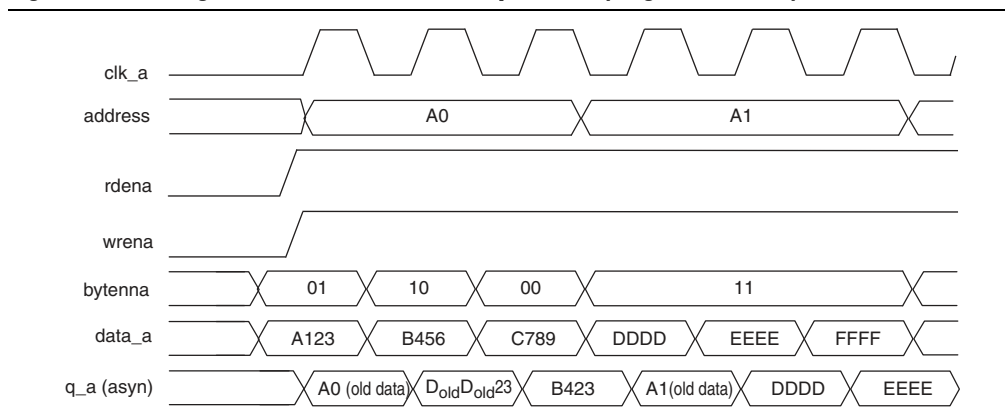 clk_a
address A0 A1
rdena
wrena
bytenna 01 10 00 11
data_a A123 B456 C789 DDDD EEEE FFFF
q_a (asyn) A0 (old data) DoldDold23 B423 A1(old data) DDDD EEEE